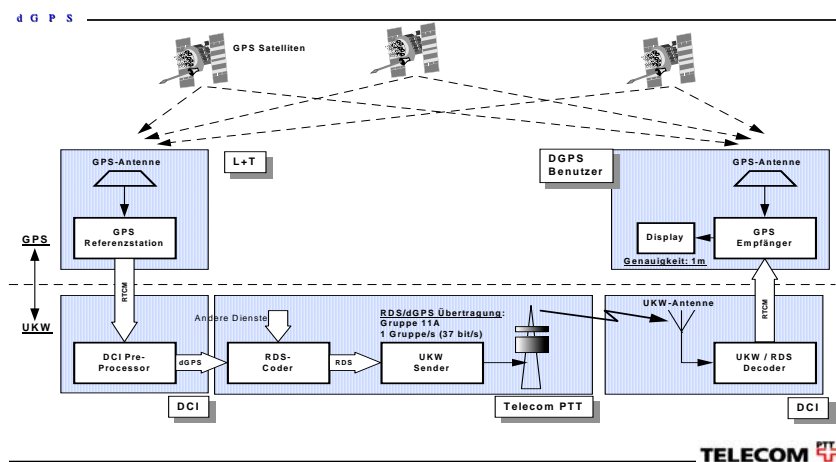 dGPS
GPS Satelliten
GPS-Antenne
L+T
DGPS
Benutzer
GPS-Antenne
GPS
Referenzstation
Display
GPS
Empfänger
Genauigkeit: 1m
GPS
UKW
RTCM
RTCM
Andere Dienste
RDS/dGPS Übertragung:
Gruppe 11A
1 Gruppe/s (37 bit/s)
UKW-Antenne
DCI Pre-
Processor
dGPS
RDS-
Coder
RDS
UKW
Sender
UKW / RDS
Decoder
DCI
Telecom PTT
DCI
TELECOM PTT